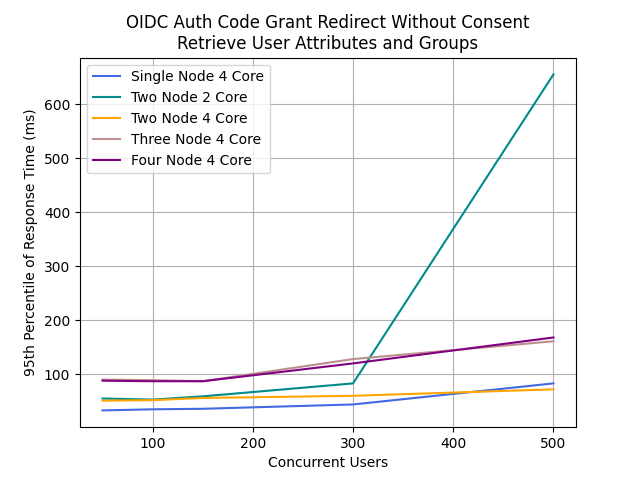 OIDC Auth Code Grant Redirect Without Consent
Retrieve User Attributes and Groups
Single Node 4 Core
Two Node 2 Core
Two Node 4 Core
Three Node 4 Core
Four Node 4 Core
95th Percentile of Response Time (ms)
600
500
400
300
200
100
100 200 300 400 500
Concurrent Users